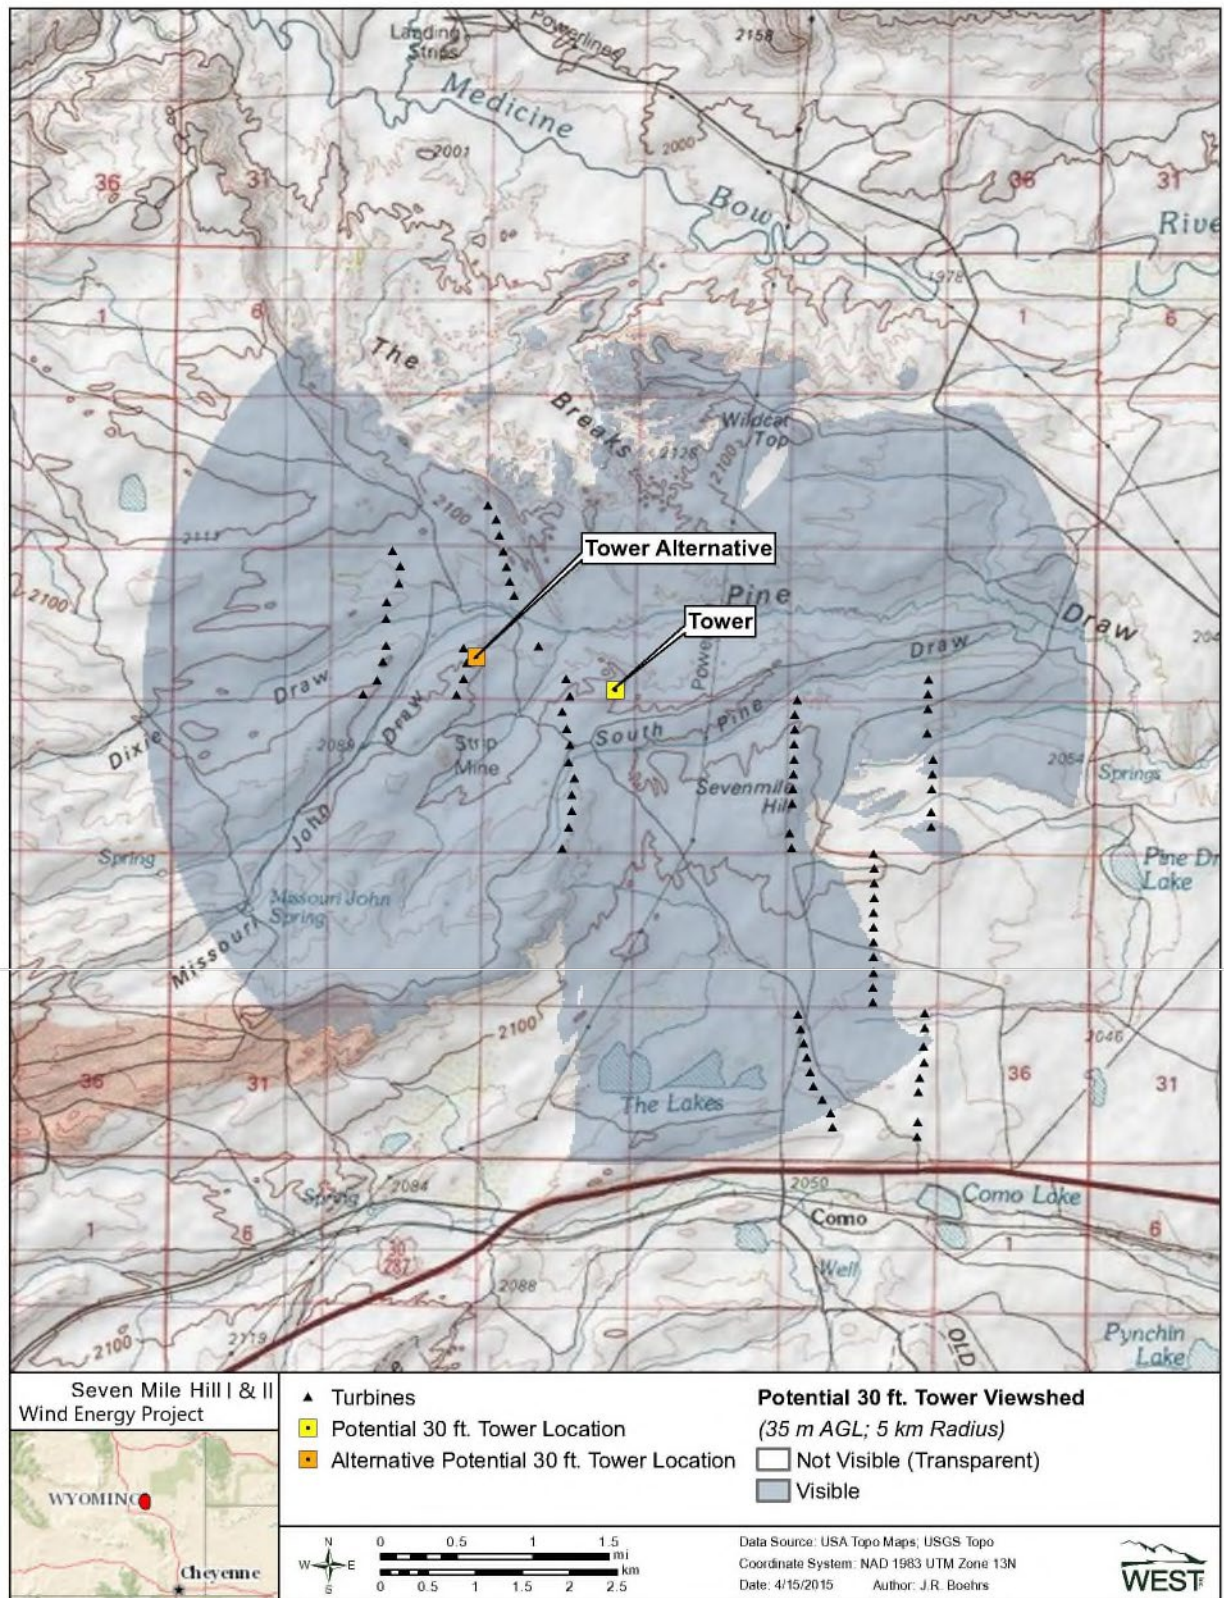 Landing
Strips
Powerline
2158
Medicine
2001
2000
36
31
Bow
36
31
River
1978
1
6
The
1
6
Breaks
Wildcat
Top
2128
2100
2100
2113
Tower Alternative
2100
Pine
Tower
Draw
Draw
Draw
Draw
Dixie
2089
Strip
Mine
South
Pine
2054
Springs
Sevenmile
Hill
John
Spring
Pine Dr
Lake
Missouri John
Spring
Missouri
2100
2046
36
31
36
31
The Lakes
2084
Spring
2050
Como Lake
1
6
Como
1
6
30
287
Well
2088
2100
2119
OLD
Pynchin
Lake
Seven Mile Hill I & II
Wind Energy Project
WYOMING
Cheyenne
Turbines
Potential 30 ft. Tower Location
Alternative Potential 30 ft. Tower Location
Potential 30 ft. Tower Viewshed
(35 m AGL; 5 km Radius)
Not Visible (Transparent)
Visible
N
W E
S
0 0.5 1 1.5
mi
km
0 0.5 1 1.5 2 2.5
Data Source: USA Topo Maps; USGS Topo
Coordinate System: NAD 1983 UTM Zone 13N
Date: 4/15/2015 Author: J.R. Boehrs
WEST